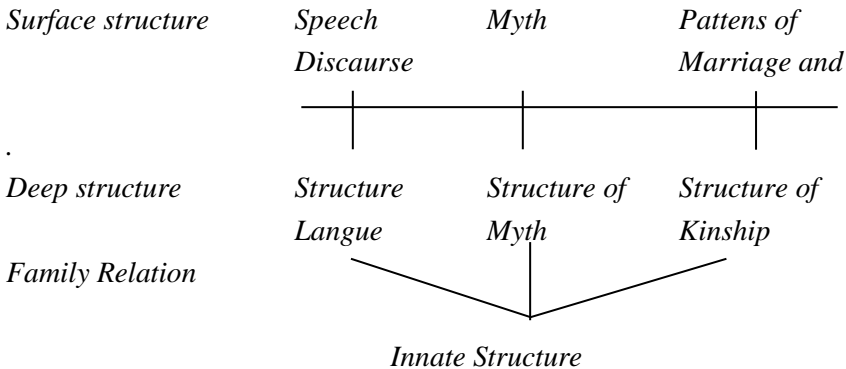 Surface structure Speech Myth Pattens of
Discaurse Marriage and
.
Deep structure Structure Structure of Structure of
Langue Myth Kinship
Family Relation
Innate Structure